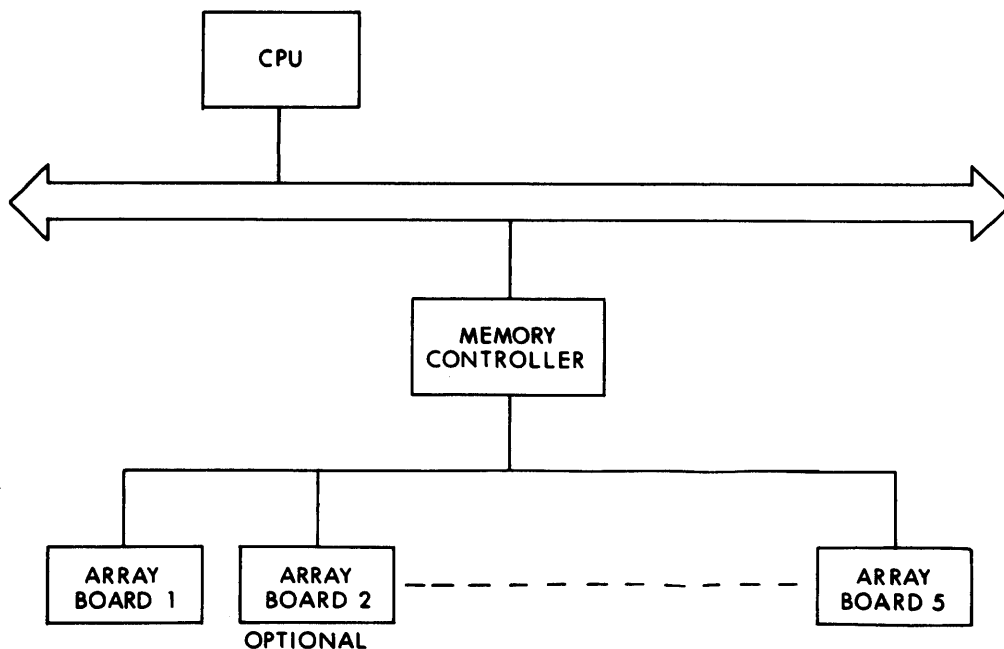 CPU
MEMORY
CONTROLLER
ARRAY
BOARD 1
ARRAY
BOARD 2
OPTIONAL
ARRAY
BOARD 5